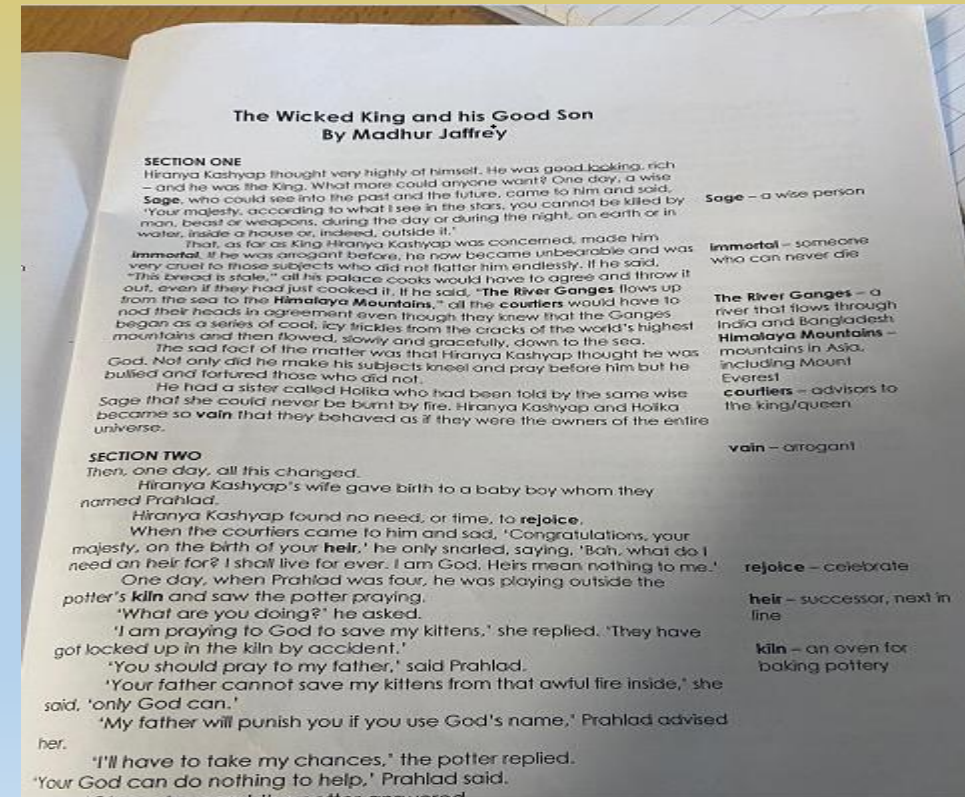 The Wicked King and his Good Son
By Madhur Jaffrey
SECTION ONE
Hiranya Kashyap thought very highly of himself. He was good looking, rich
– and he was the King. What more could anyone want? One day, a wise
Sage, who could see into the past and the future, came to him and said,
'Your majesty, according to what I see in the stars, you cannot be killed by
man, beast or weapons, during the day or during the night, on earth or in
water, inside a house or, indeed, outside it.'
That, as far as King Hiranya Kashyap was concerned, made him
immortal. If he was arrogant before, he now became unbearable and was
very cruel to those subjects who did not flatter him endlessly. If he said,
"This bread is stale," all his palace cooks would have to agree and throw it
out, even if they had just cooked it. If he said, "The River Ganges flows up
from the sea to the Himalaya Mountains," all the courtiers would have to
nod their heads in agreement even though they knew that the Ganges
began as a series of cool, icy trickles from the cracks of the world's highest
mountains and then flowed, slowly and gracefully, down to the sea.
The sad fact of the matter was that Hiranya Kashyap thought he was
God. Not only did he make his subjects kneel and pray before him but he
bullied and tortured those who did not.
He had a sister called Holika who had been told by the same wise
Sage that she could never be burnt by fire. Hiranya Kashyap and Holika
became so vain that they behaved as if they were the owners of the entire
universe.
Sage – a wise person
immortal – someone
who can never die
The River Ganges – a
river that flows through
India and Bangladesh
Himalaya Mountains –
mountains in Asia,
including Mount
Everest
courtiers – advisors to
the king/queen
vain – arrogant
SECTION TWO
Then, one day, all this changed.
Hiranya Kashyap's wife gave birth to a baby boy whom they
named Prahlad.
Hiranya Kashyap found no need, or time, to rejoice.
When the courtiers came to him and sad, 'Congratulations, your
majesty, on the birth of your heir,' he only snarled, saying, 'Bah, what do I
need an heir for? I shall live for ever. I am God. Heirs mean nothing to me.'
One day, when Prahlad was four, he was playing outside the
potter's kiln and saw the potter praying.
'What are you doing?' he asked.
'I am praying to God to save my kittens,' she replied. 'They have
got locked up in the kiln by accident.'
'You should pray to my father,' said Prahlad.
'Your father cannot save my kittens from that awful fire inside,' she
said, 'only God can.'
'My father will punish you if you use God's name,' Prahlad advised
her.
'I'll have to take my chances,' the potter replied.
'Your God can do nothing to help,' Prahlad said.
the potter answered
rejoice – celebrate
heir – successor, next in
line
kiln – an oven for
baking pottery